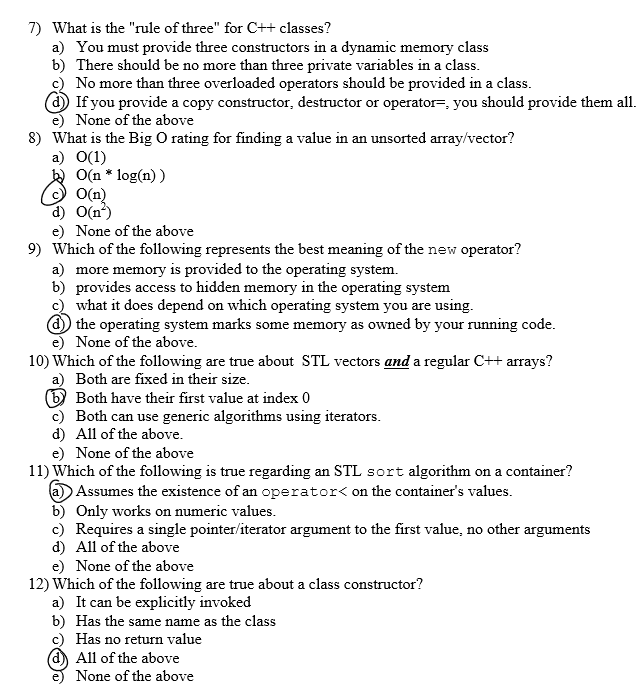 7) What is the "rule of three" for C++ classes?
a) You must provide three constructors in a dynamic memory class
b) There should be no more than three private variables in a class.
c) No more than three overloaded operators should be provided in a class.
d) If you provide a copy constructor, destructor or operator=, you should provide them all.
e) None of the above
8) What is the Big O rating for finding a value in an unsorted array/vector?
a) O(1)
b) O(n * log(n) )
c) O(n)
d) O(n²)
e) None of the above
9) Which of the following represents the best meaning of the new operator?
a) more memory is provided to the operating system.
b) provides access to hidden memory in the operating system
c) what it does depend on which operating system you are using.
d) the operating system marks some memory as owned by your running code.
e) None of the above.
10) Which of the following are true about STL vectors and a regular C++ arrays?
a) Both are fixed in their size.
b) Both have their first value at index 0
c) Both can use generic algorithms using iterators.
d) All of the above.
e) None of the above
11) Which of the following is true regarding an STL sort algorithm on a container?
a) Assumes the existence of an operator< on the container's values.
b) Only works on numeric values.
c) Requires a single pointer/iterator argument to the first value, no other arguments
d) All of the above
e) None of the above
12) Which of the following are true about a class constructor?
a) It can be explicitly invoked
b) Has the same name as the class
c) Has no return value
d) All of the above
e) None of the above